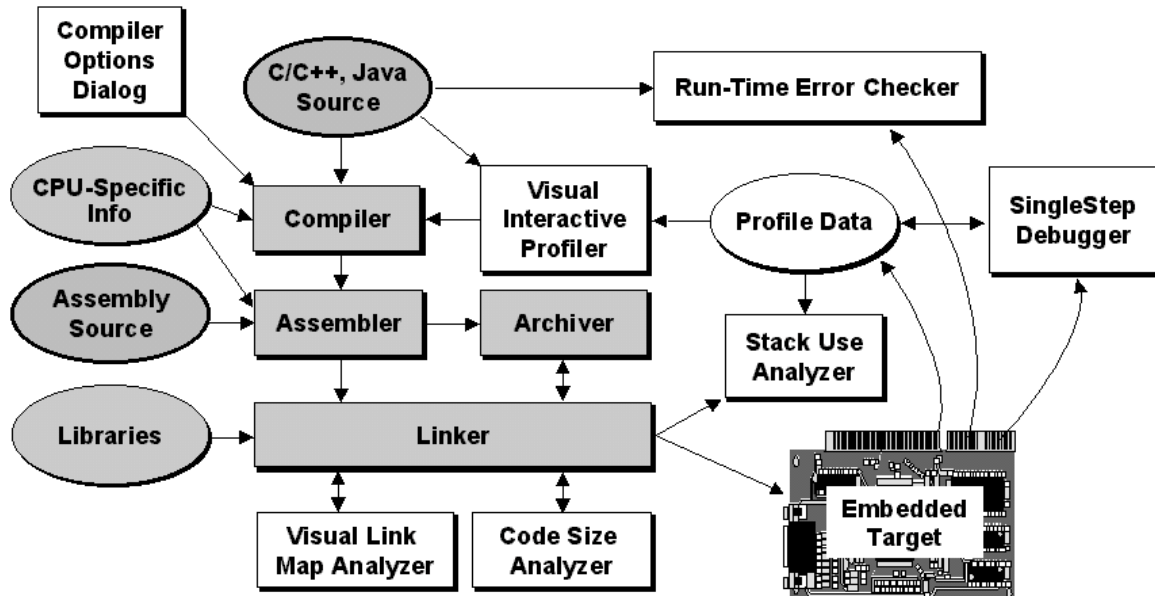 Compiler
Options
Dialog
C/C++, Java
Source
Run-Time Error Checker
CPU-Specific
Info
Compiler
Visual
Interactive
Profiler
Profile Data
SingleStep
Debugger
Assembly
Source
Assembler
Archiver
Stack Use
Analyzer
Libraries
Linker
Visual Link
Map Analyzer
Code Size
Analyzer
Embedded
Target